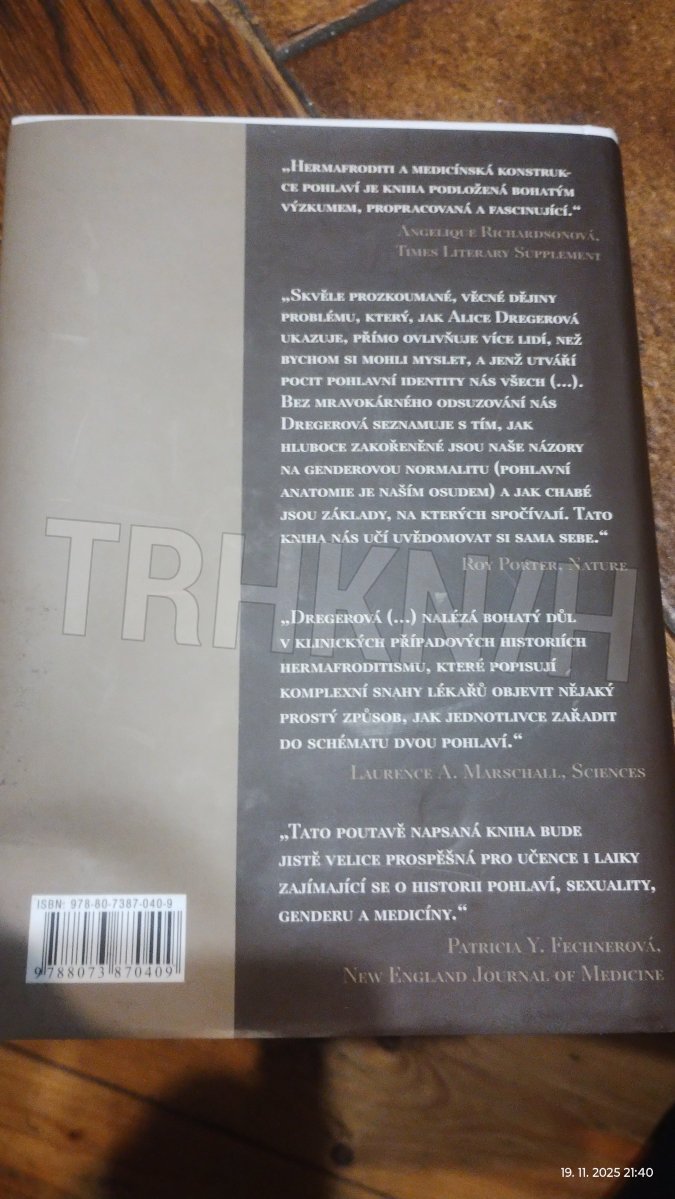 „Hermafroditi a medicínská konstruk-
ce pohlaví je kniha podložená bohatým
výzkumem, propracovaná a fascinující.“
Angelique Richardsonová,
Times Literary Supplement
„Skvěle prozkoumané, věcné dějiny
problému, který, jak Alice Dregerová
ukazuje, přímo ovlivňuje více lidí, než
bychom si mohli myslet, a jenž utváří
pocit pohlavní identity nás všech (...).
Bez mravokárného odsuzování nás
Dregerová seznamuje s tím, jak
hluboce zakořeněné jsou naše názory
na genderovou normalitu (pohlavní
anatomie je naším osudem) a jak chabé
jsou základy, na kterých spočívají. Tato
kniha nás učí uvědomovat si sama sebe.“
Roy Porter, Nature
TRHKNIH
„Dregerová (...) nalézá bohatý důl
v klinických případových historiích
hermafroditismu, které popisují
komplexní snahy lékařů objevit nějaký
prostý způsob, jak jednotlivce zařadit
do schématu dvou pohlaví.“
Laurence A. Marschall, Sciences
„Tato poutavě napsaná kniha bude
jistě velice prospěšná pro učence i laiky
zajímající se o historii pohlaví, sexuality,
genderu a medicíny.“
Patricia Y. Fechnerová,
New England Journal of Medicine
ISBN: 978-80-7387-040-9
9 788073 870409
19. 11. 2025 21:40